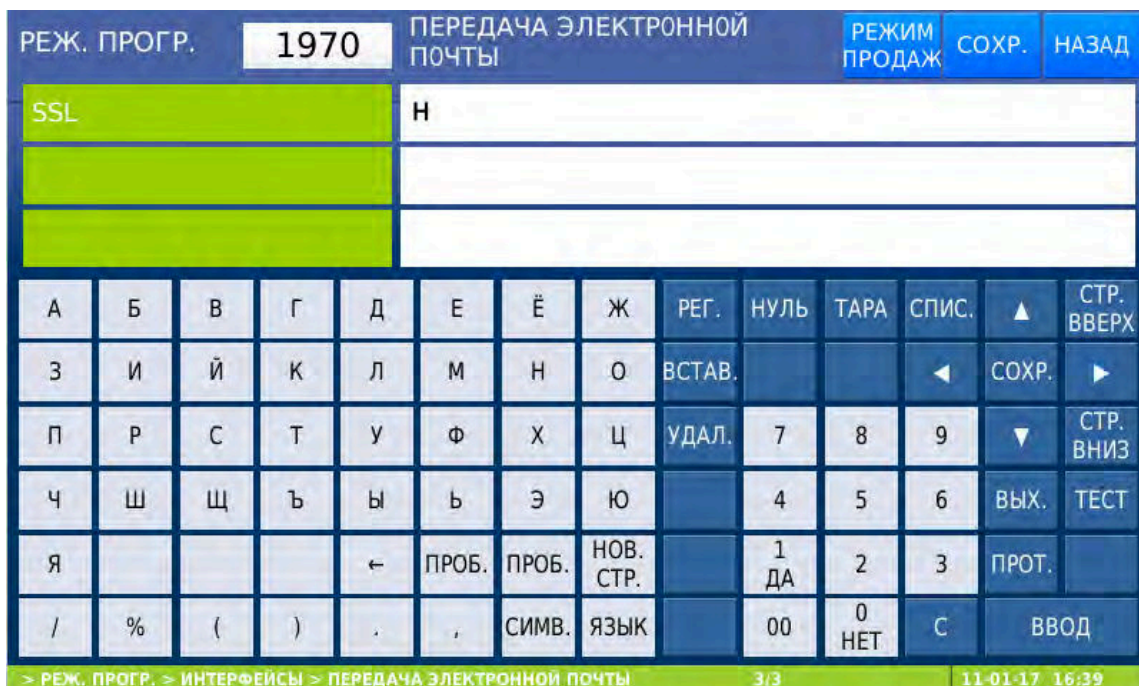 РЕЖ. ПРОГР. 1970 ПЕРЕДАЧА ЭЛЕКТРОННОЙ ПОЧТЫ РЕЖИМ ПРОДАЖ СОХР. НАЗАД
SSL Н
А Б В Г Д Е Ё Ж РЕГ. НУЛЬ ТАРА СПИС. ▲ СТР. ВВЕРХ
З И Й К Л М Н О ВСТАВ. ◀ СОХР. ▶
П Р С Т У Ф Х Ц УДАЛ. 7 8 9 ▼ СТР. ВНИЗ
Ч Ш Щ Ъ Ы Ь Э Ю 4 5 6 ВЫХ. ТЕСТ
Я ← ПРОБ. ПРОБ. НОВ. СТР. 1 ДА 2 3 ПРОТ.
/ % ( ) . , СИМВ. ЯЗЫК 00 0 НЕТ С ВВОД
> РЕЖ. ПРОГР. > ИНТЕРФЕЙСЫ > ПЕРЕДАЧА ЭЛЕКТРОННОЙ ПОЧТЫ 3/3 11-01-17 16:39